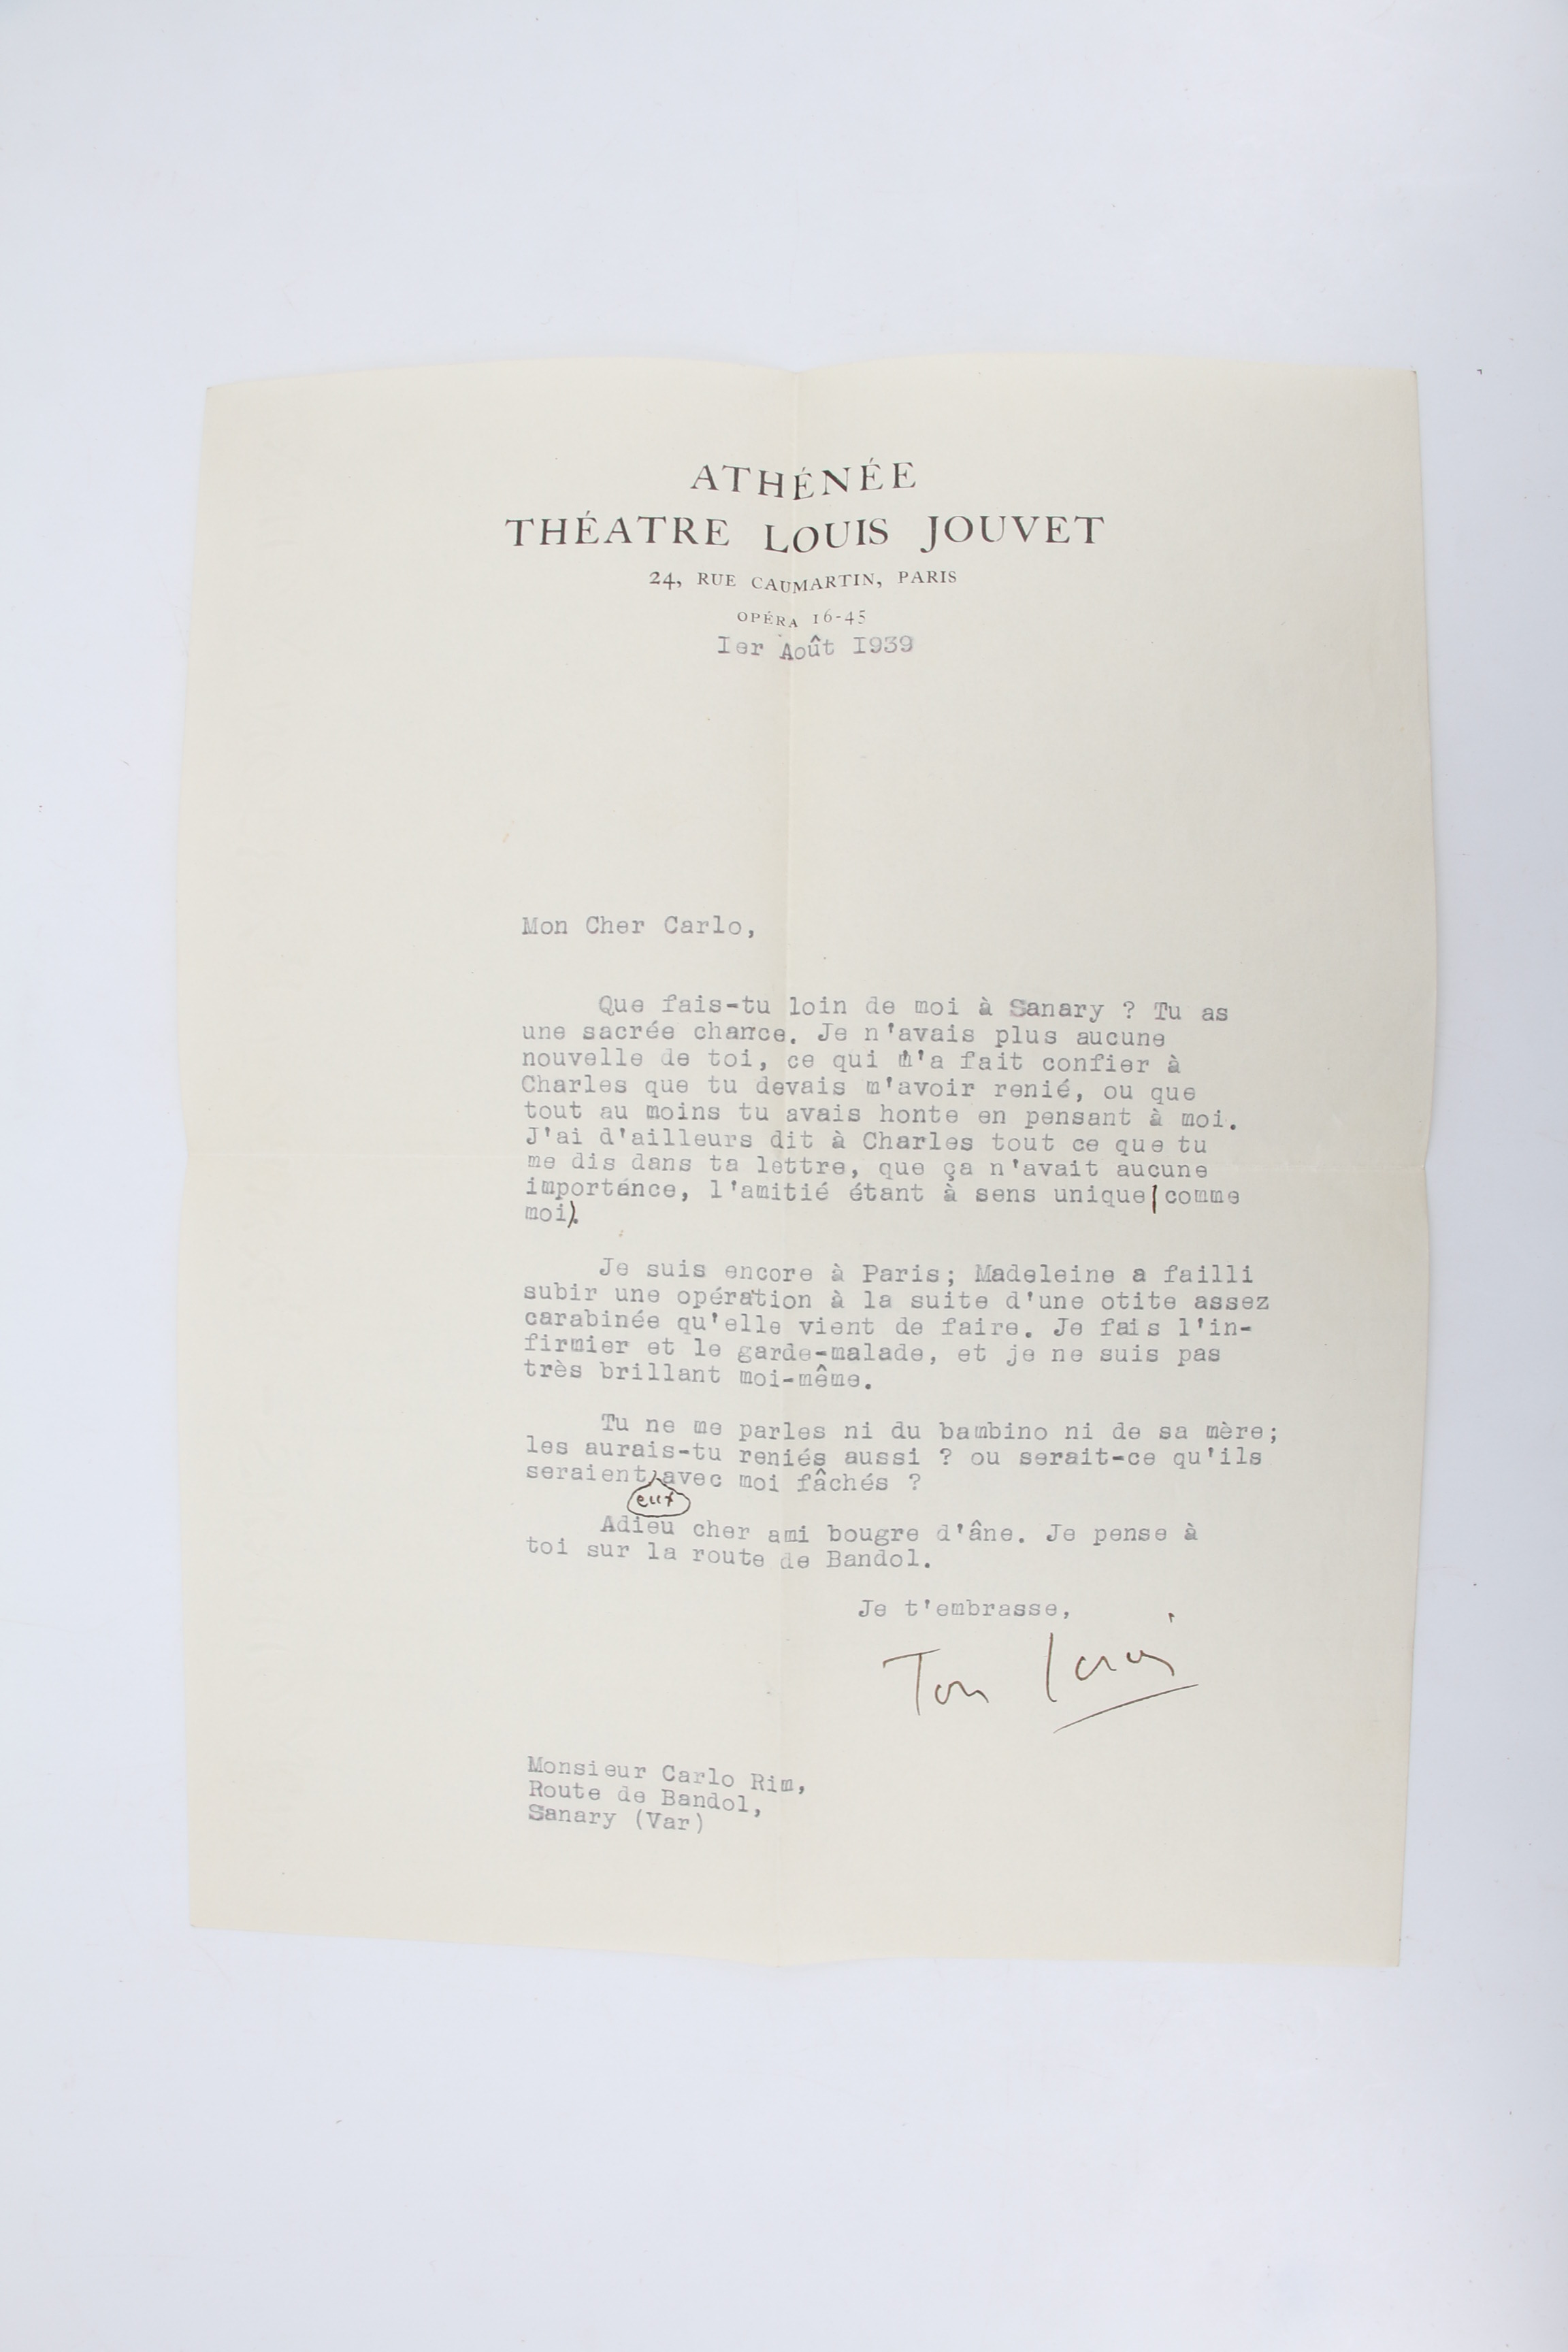 ATHÉNÉE
THÉATRE LOUIS JOUVET
24, RUE CAUMARTIN, PARIS
OPÉRA 16-45
Ier Août I939
Mon Cher Carlo,
Que fais-tu loin de moi à Sanary ? Tu as
une sacrée chance. Je n'avais plus aucune
nouvelle de toi, ce qui m'a fait confier à
Charles que tu devais m'avoir renié, ou que
tout au moins tu avais honte en pensant à moi.
J'ai d'ailleurs dit à Charles tout ce que tu
me dis dans ta lettre, que ça n'avait aucune
importance, l'amitié étant à sens unique (comme
moi).
Je suis encore à Paris; Madeleine a failli
subir une opération à la suite d'une otite assez
carabinée qu'elle vient de faire. Je fais l'in-
firmier et le garde-malade, et je ne suis pas
très brillant moi-même.
Tu ne me parles ni du bambino ni de sa mère;
les aurais-tu reniés aussi ? ou serait-ce qu'ils
seraient, avec moi fâchés ?
eux
Adieu cher ami bougre d'âne. Je pense à
toi sur la route de Bandol.
Je t'embrasse,
Ton Louis
Monsieur Carlo Rim,
Route de Bandol,
Sanary (Var)